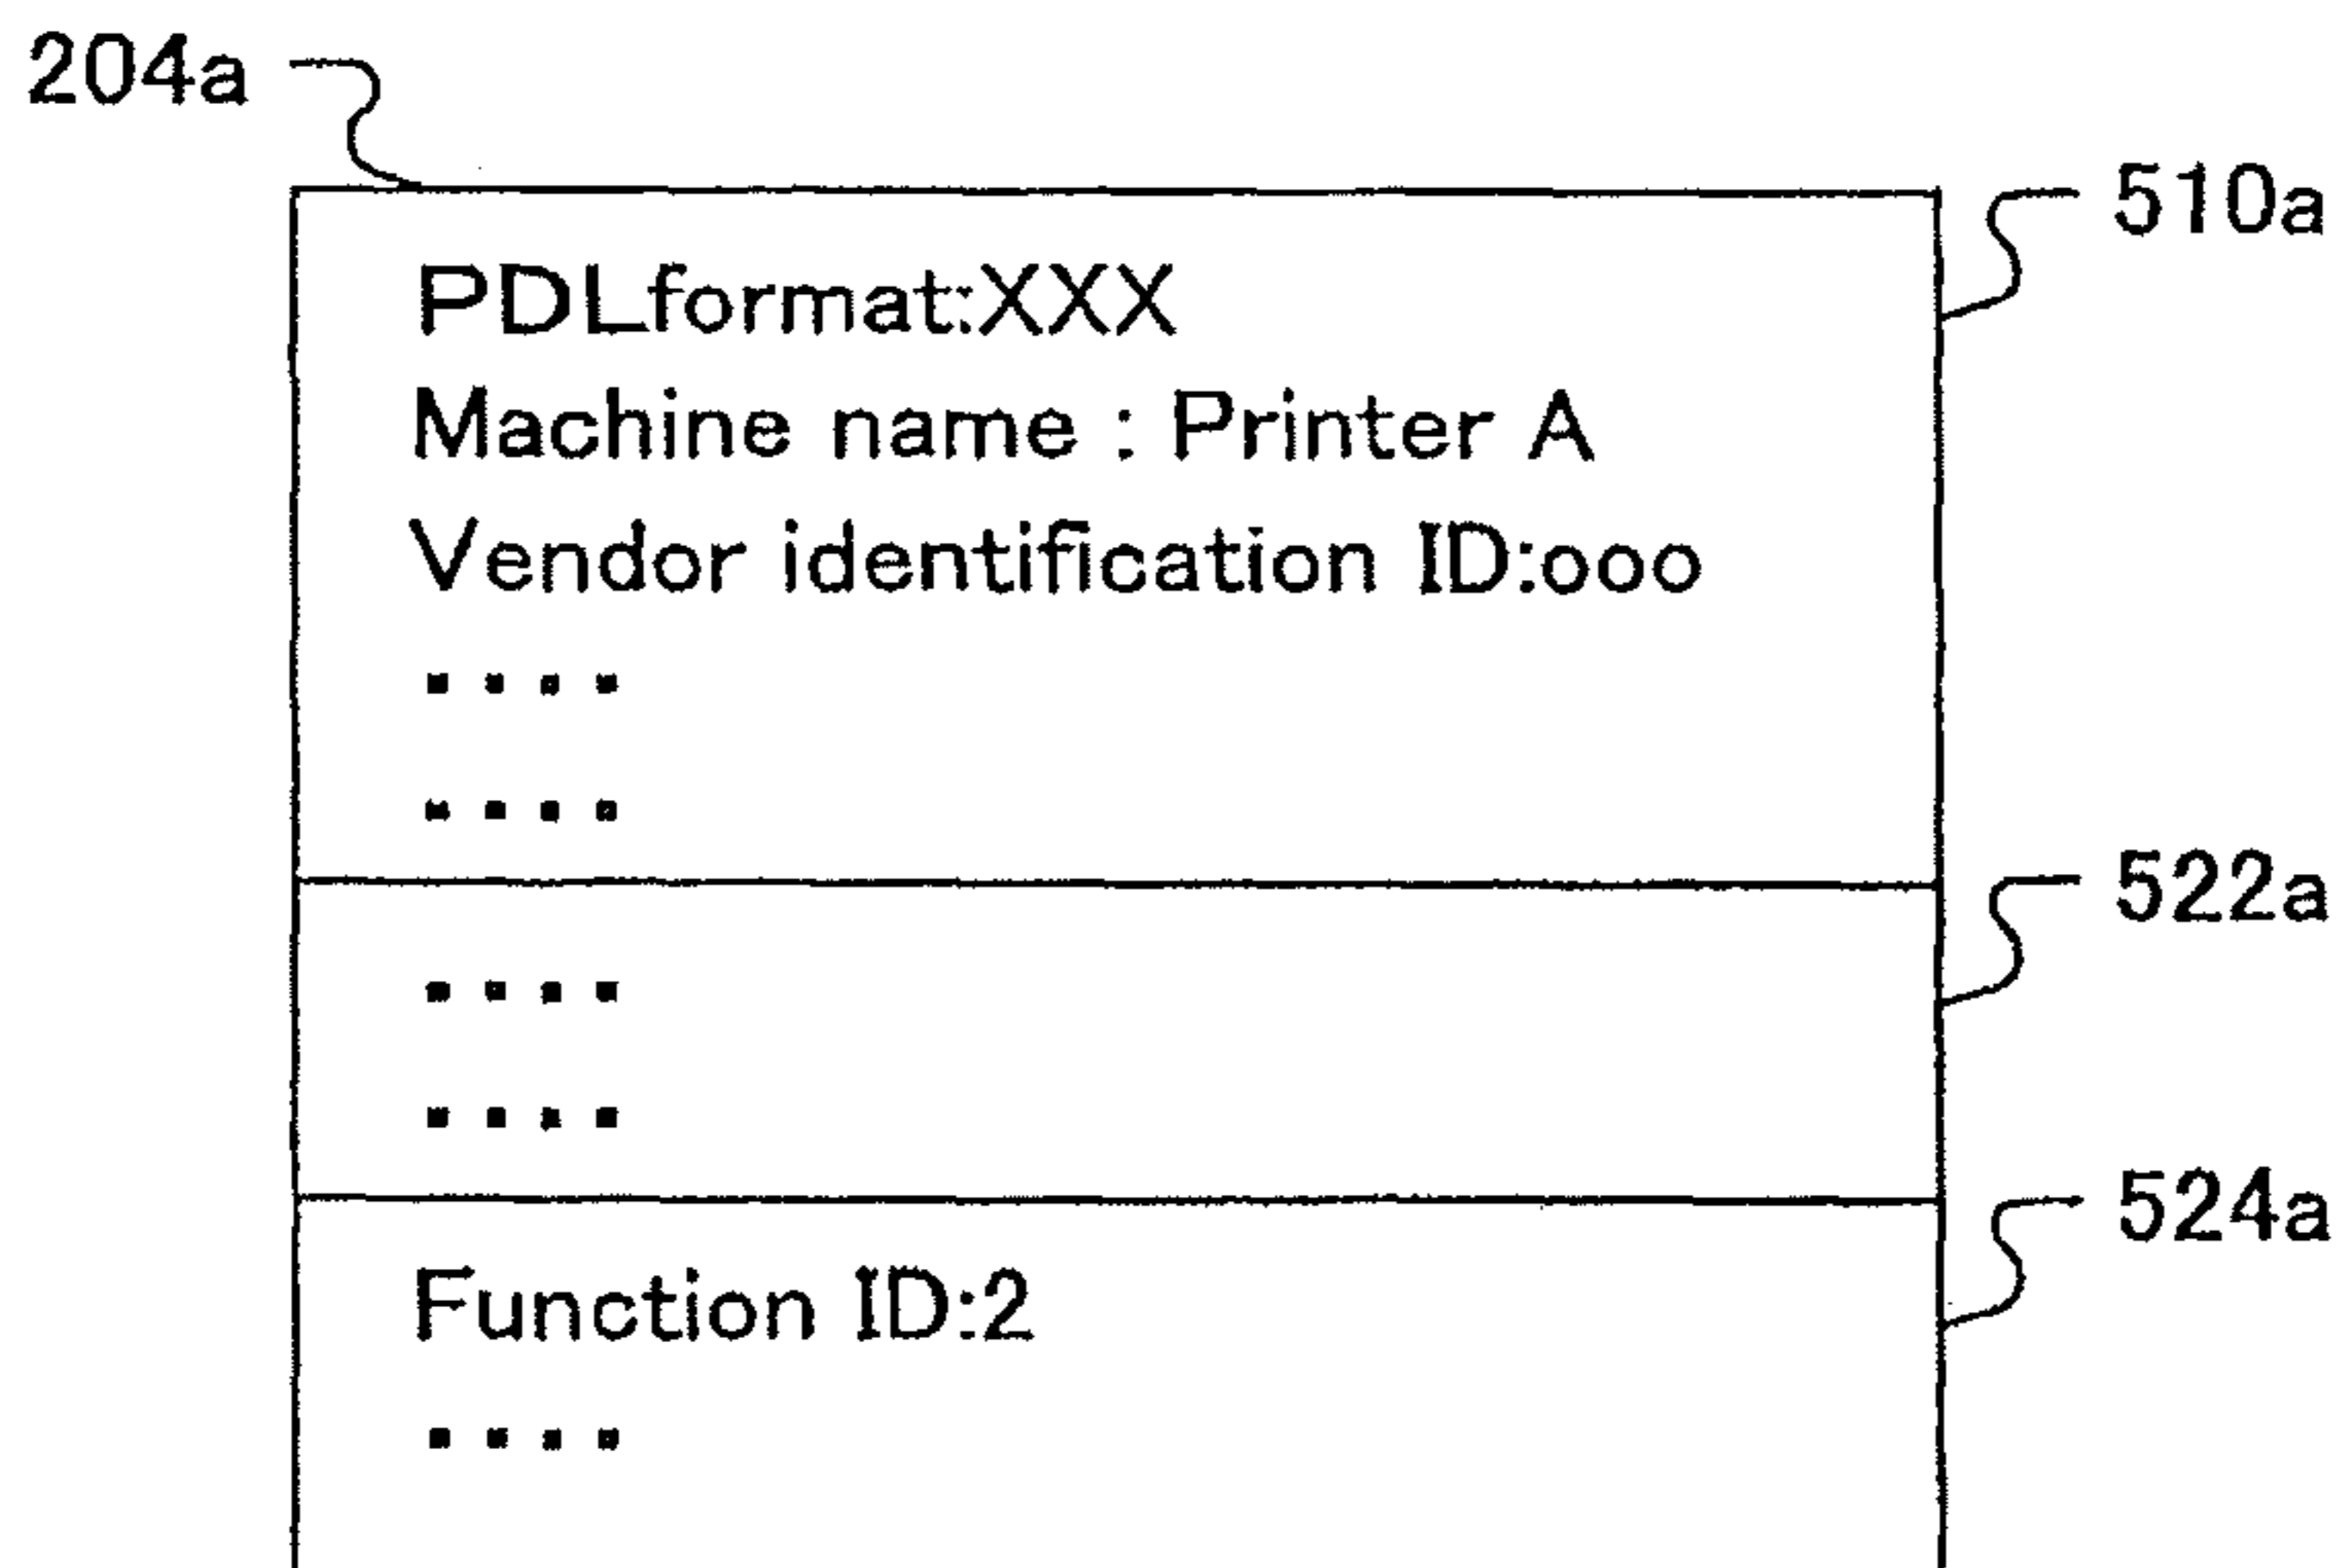 204a
510a
PDLformat:XXX
Machine name : Printer A
Vendor identification ID:ooo
....
....
522a
....
....
524a
Function ID:2
....